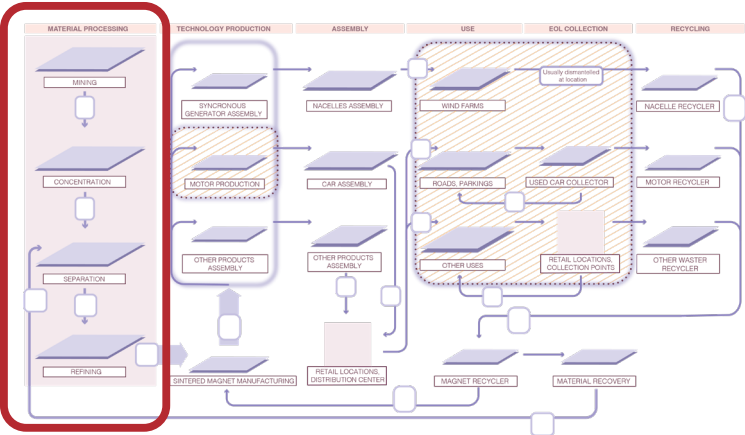 MATERIAL PROCESSING
TECHNOLOGY PRODUCTION
ASSEMBLY
USE
EOL COLLECTION
RECYCLING
MINING
SYNCRONOUS
GENERATOR ASSEMBLY
NACELLES ASSEMBLY
WIND FARMS
Usually dismantelled
at location
NACELLE RECYCLER
CONCENTRATION
MOTOR PRODUCTION
CAR ASSEMBLY
ROADS, PARKINGS
USED CAR COLLECTOR
MOTOR RECYCLER
SEPARATION
OTHER PRODUCTS
ASSEMBLY
OTHER PRODUCTS
ASSEMBLY
OTHER USES
RETAIL LOCATIONS,
COLLECTION POINTS
OTHER WASTER
RECYCLER
REFINING
SINTERED MAGNET MANUFACTURING
RETAIL LOCATIONS,
DISTRIBUTION CENTER
MAGNET RECYCLER
MATERIAL RECOVERY